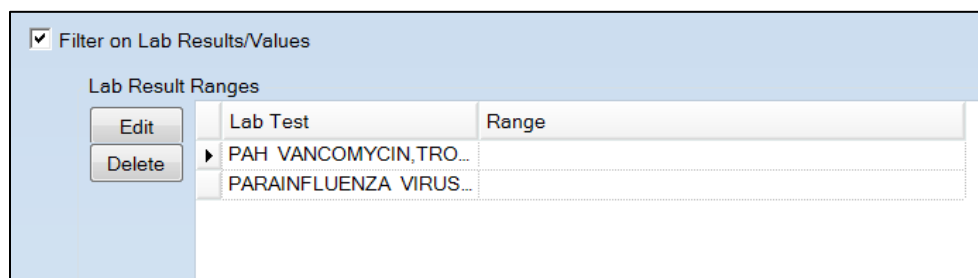 Filter on Lab Results/Values
Lab Result Ranges
Edit
Delete
Lab Test Range
PAH VANCOMYCIN,TRO...
PARAINFLUENZA VIRUS...